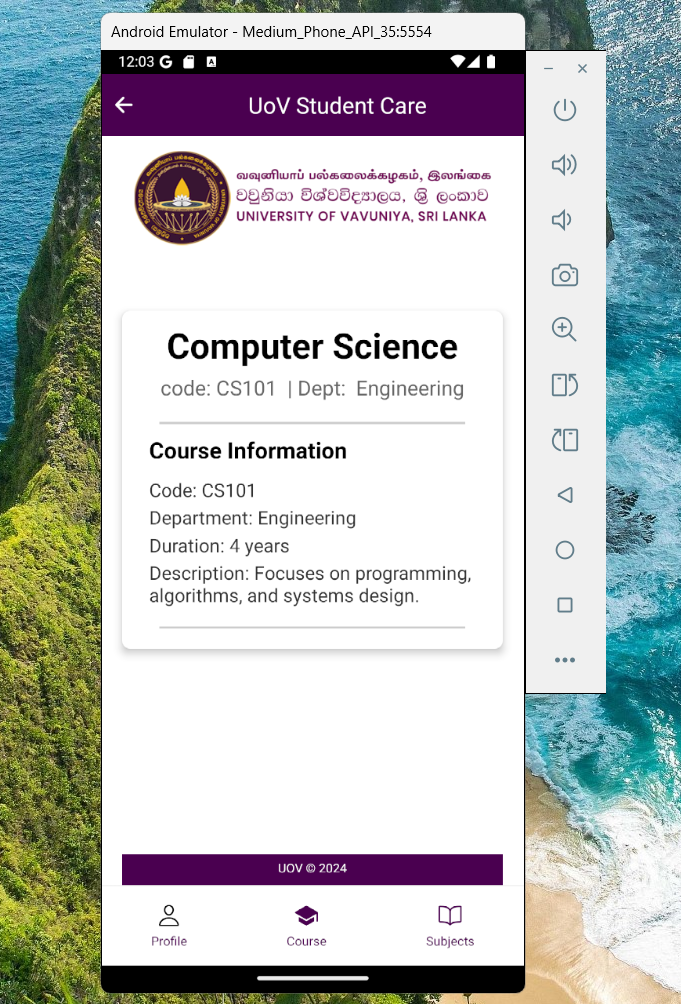 Android Emulator - Medium_Phone_API_35:5554
12:03 G A
UoV Student Care
வவுனியாப் பல்கலைக்கழகம், இலங்கை
වවුනියා විශ්වවිද්‍යාලය, ශ්‍රී ලංකාව
UNIVERSITY OF VAVUNIYA, SRI LANKA
Computer Science
code: CS101 | Dept: Engineering
Course Information
Code: CS101
Department: Engineering
Duration: 4 years
Description: Focuses on programming,
algorithms, and systems design.
UOV © 2024
Profile Course Subjects